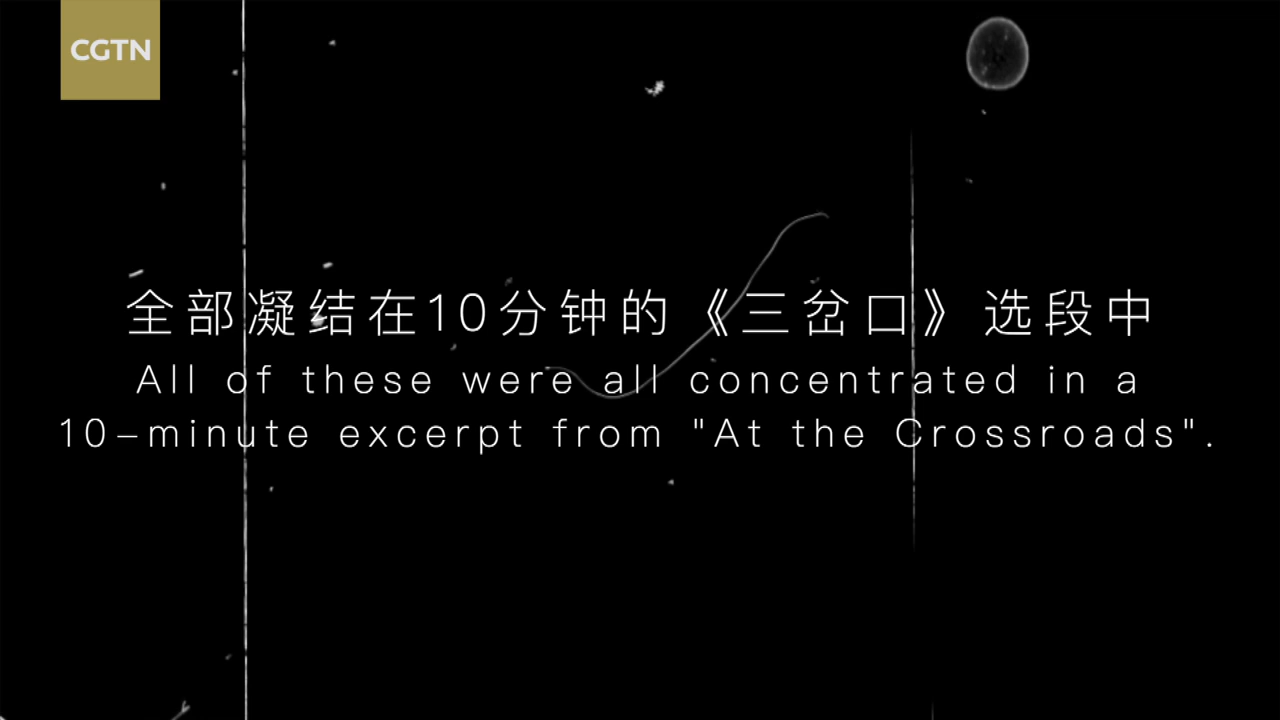 CGTN
全部凝结在10分钟的《三岔口》选段中
All of these were all concentrated in a
10-minute excerpt from "At the Crossroads".